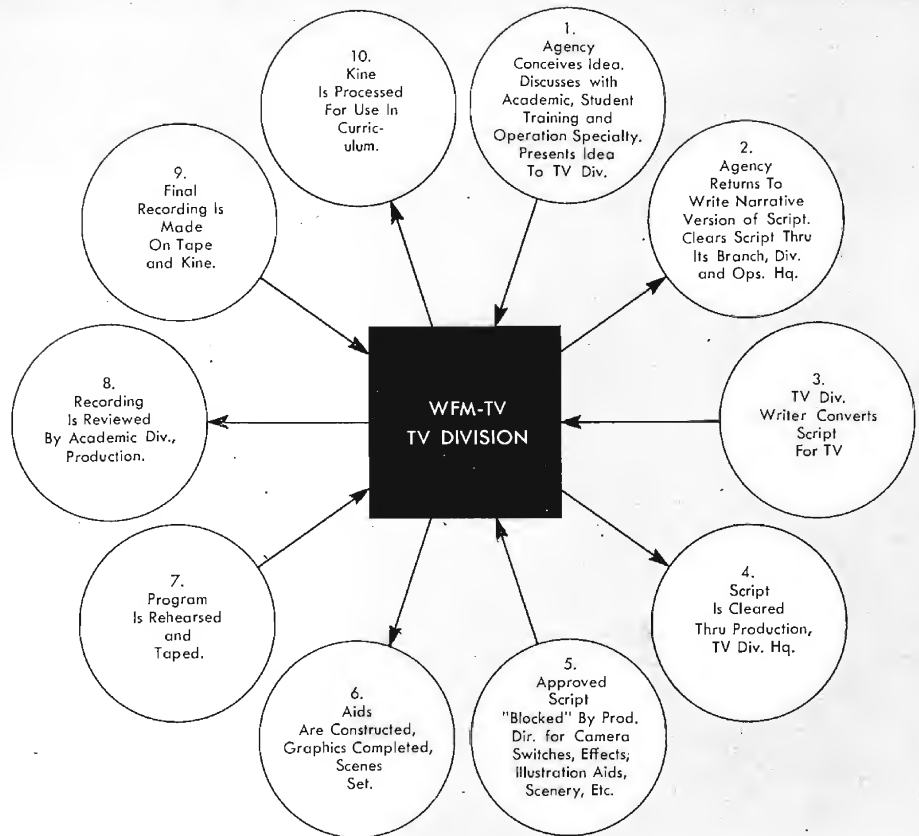 1.
Agency
Conceives Idea.
Discusses with
Academic, Student
Training and
Operation Specialty.
Presents Idea
To TV Div.
2.
Agency
Returns To
Write Narrative
Version of Script.
Clears Script Thru
Its Branch, Div.
and Ops. Hq.
3.
TV Div.
Writer Converts
Script
For TV
4.
Script
Is Cleared
Thru Production,
TV Div. Hq.
5.
Approved
Script
"Blocked" By Prod.
Dir. for Camera
Switches, Effects;
Illustration Aids,
Scenery, Etc.
6.
Aids
Are Constructed,
Graphics Completed,
Scenes
Set.
7.
Program
Is Rehearsed
and
Taped.
8.
Recording
Is Reviewed
By Academic Div.,
Production.
9.
Final
Recording Is
Made
On Tape
and Kine.
10.
Kine
Is Processed
For Use In
Curric-
ulum.
WFM-TV
TV DIVISION